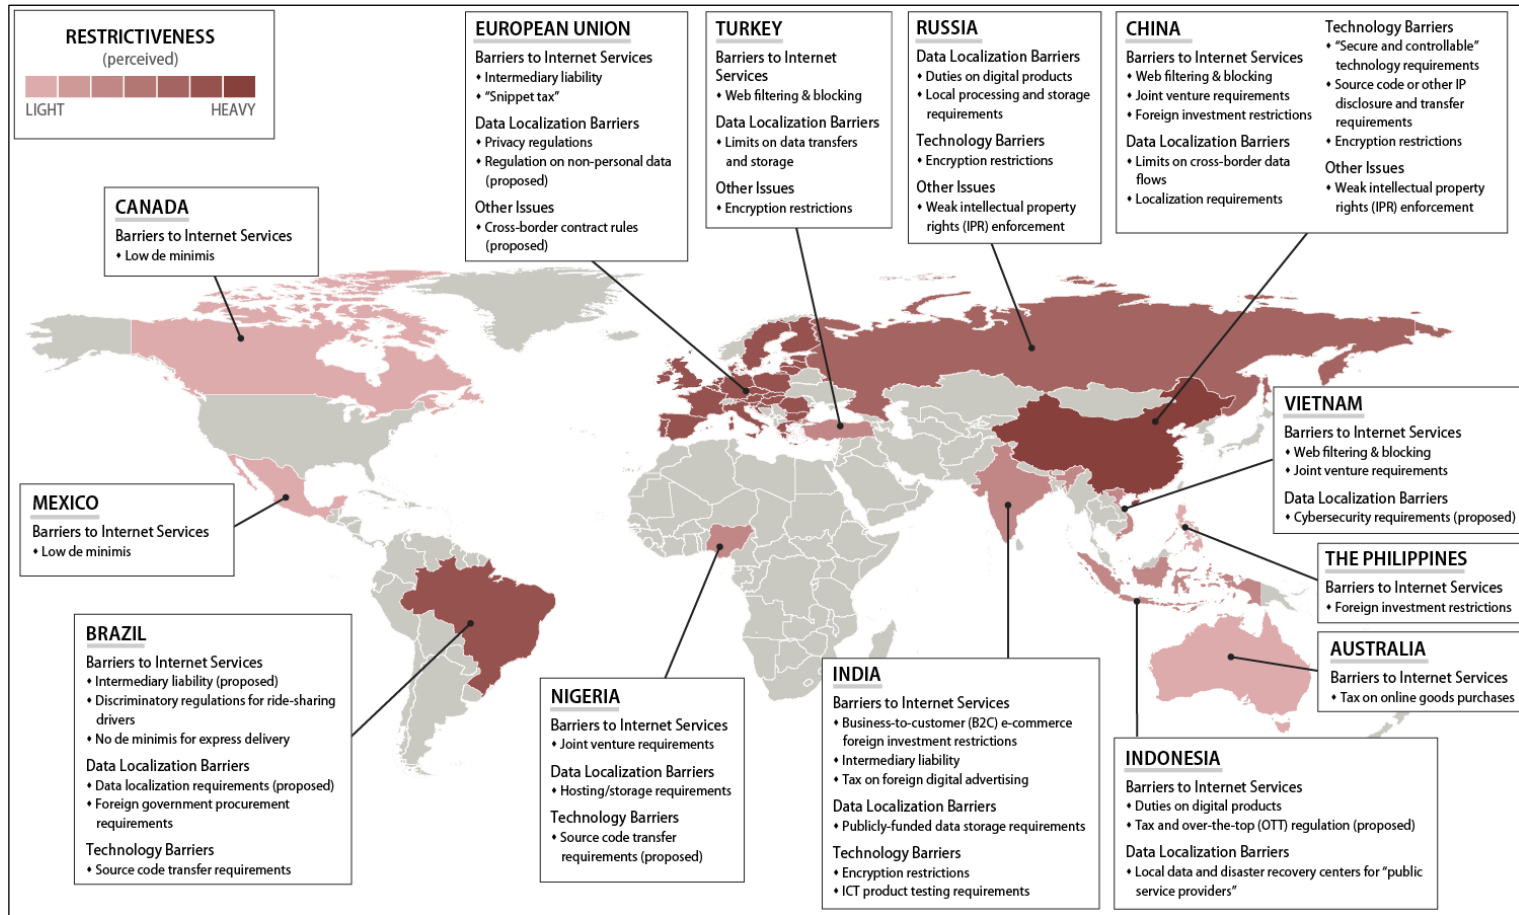 RESTRICTIVENESS
(perceived)
LIGHT
HEAVY
EUROPEAN UNION
Barriers to Internet Services
♦ Intermediary liability
♦ “Snippet tax”
Data Localization Barriers
♦ Privacy regulations
♦ Regulation on non-personal data
(proposed)
Other Issues
♦ Cross-border contract rules
(proposed)
TURKEY
Barriers to Internet
Services
♦ Web filtering & blocking
Data Localization Barriers
♦ Limits on data transfers
and storage
Other Issues
♦ Encryption restrictions
RUSSIA
Data Localization Barriers
♦ Duties on digital products
♦ Local processing and storage
requirements
Technology Barriers
♦ Encryption restrictions
Other Issues
♦ Weak intellectual property
rights (IPR) enforcement
CHINA
Barriers to Internet Services
♦ Web filtering & blocking
♦ Joint venture requirements
♦ Foreign investment restrictions
Data Localization Barriers
♦ Limits on cross-border data
flows
♦ Localization requirements
Technology Barriers
♦ “Secure and controllable”
technology requirements
♦ Source code or other IP
disclosure and transfer
requirements
♦ Encryption restrictions
Other Issues
♦ Weak intellectual property
rights (IPR) enforcement
CANADA
Barriers to Internet Services
♦ Low de minimis
MEXICO
Barriers to Internet Services
♦ Low de minimis
VIETNAM
Barriers to Internet Services
♦ Web filtering & blocking
♦ Joint venture requirements
Data Localization Barriers
♦ Cybersecurity requirements (proposed)
THE PHILIPPINES
Barriers to Internet Services
♦ Foreign investment restrictions
AUSTRALIA
Barriers to Internet Services
♦ Tax on online goods purchases
BRAZIL
Barriers to Internet Services
♦ Intermediary liability (proposed)
♦ Discriminatory regulations for ride-sharing
drivers
♦ No de minimis for express delivery
Data Localization Barriers
♦ Data localization requirements (proposed)
♦ Foreign government procurement
requirements
Technology Barriers
♦ Source code transfer requirements
NIGERIA
Barriers to Internet Services
♦ Joint venture requirements
Data Localization Barriers
♦ Hosting/storage requirements
Technology Barriers
♦ Source code transfer
requirements (proposed)
INDIA
Barriers to Internet Services
♦ Business-to-customer (B2C) e-commerce
foreign investment restrictions
♦ Intermediary liability
♦ Tax on foreign digital advertising
Data Localization Barriers
♦ Publicly-funded data storage requirements
Technology Barriers
♦ Encryption restrictions
♦ ICT product testing requirements
INDONESIA
Barriers to Internet Services
♦ Duties on digital products
♦ Tax and over-the-top (OTT) regulation (proposed)
Data Localization Barriers
♦ Local data and disaster recovery centers for “public
service providers”